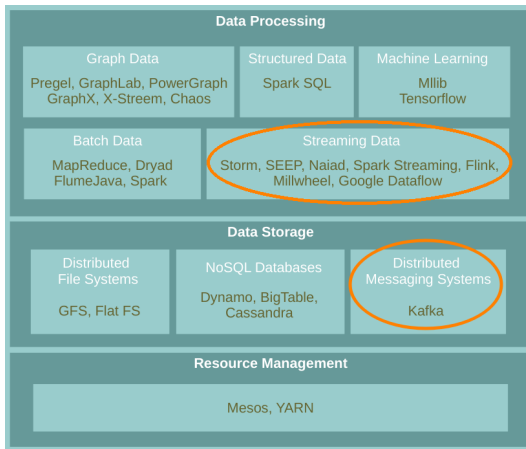 Data Processing
Graph Data
Pregel, GraphLab, PowerGraph
GraphX, X-Streem, Chaos
Structured Data
Spark SQL
Machine Learning
Mllib
Tensorflow
Batch Data
MapReduce, Dryad
FlumeJava, Spark
Streaming Data
Storm, SEEP, Naiad, Spark Streaming, Flink,
Millwheel, Google Dataflow
Data Storage
Distributed
File Systems
GFS, Flat FS
NoSQL Databases
Dynamo, BigTable,
Cassandra
Distributed
Messaging Systems
Kafka
Resource Management
Mesos, YARN